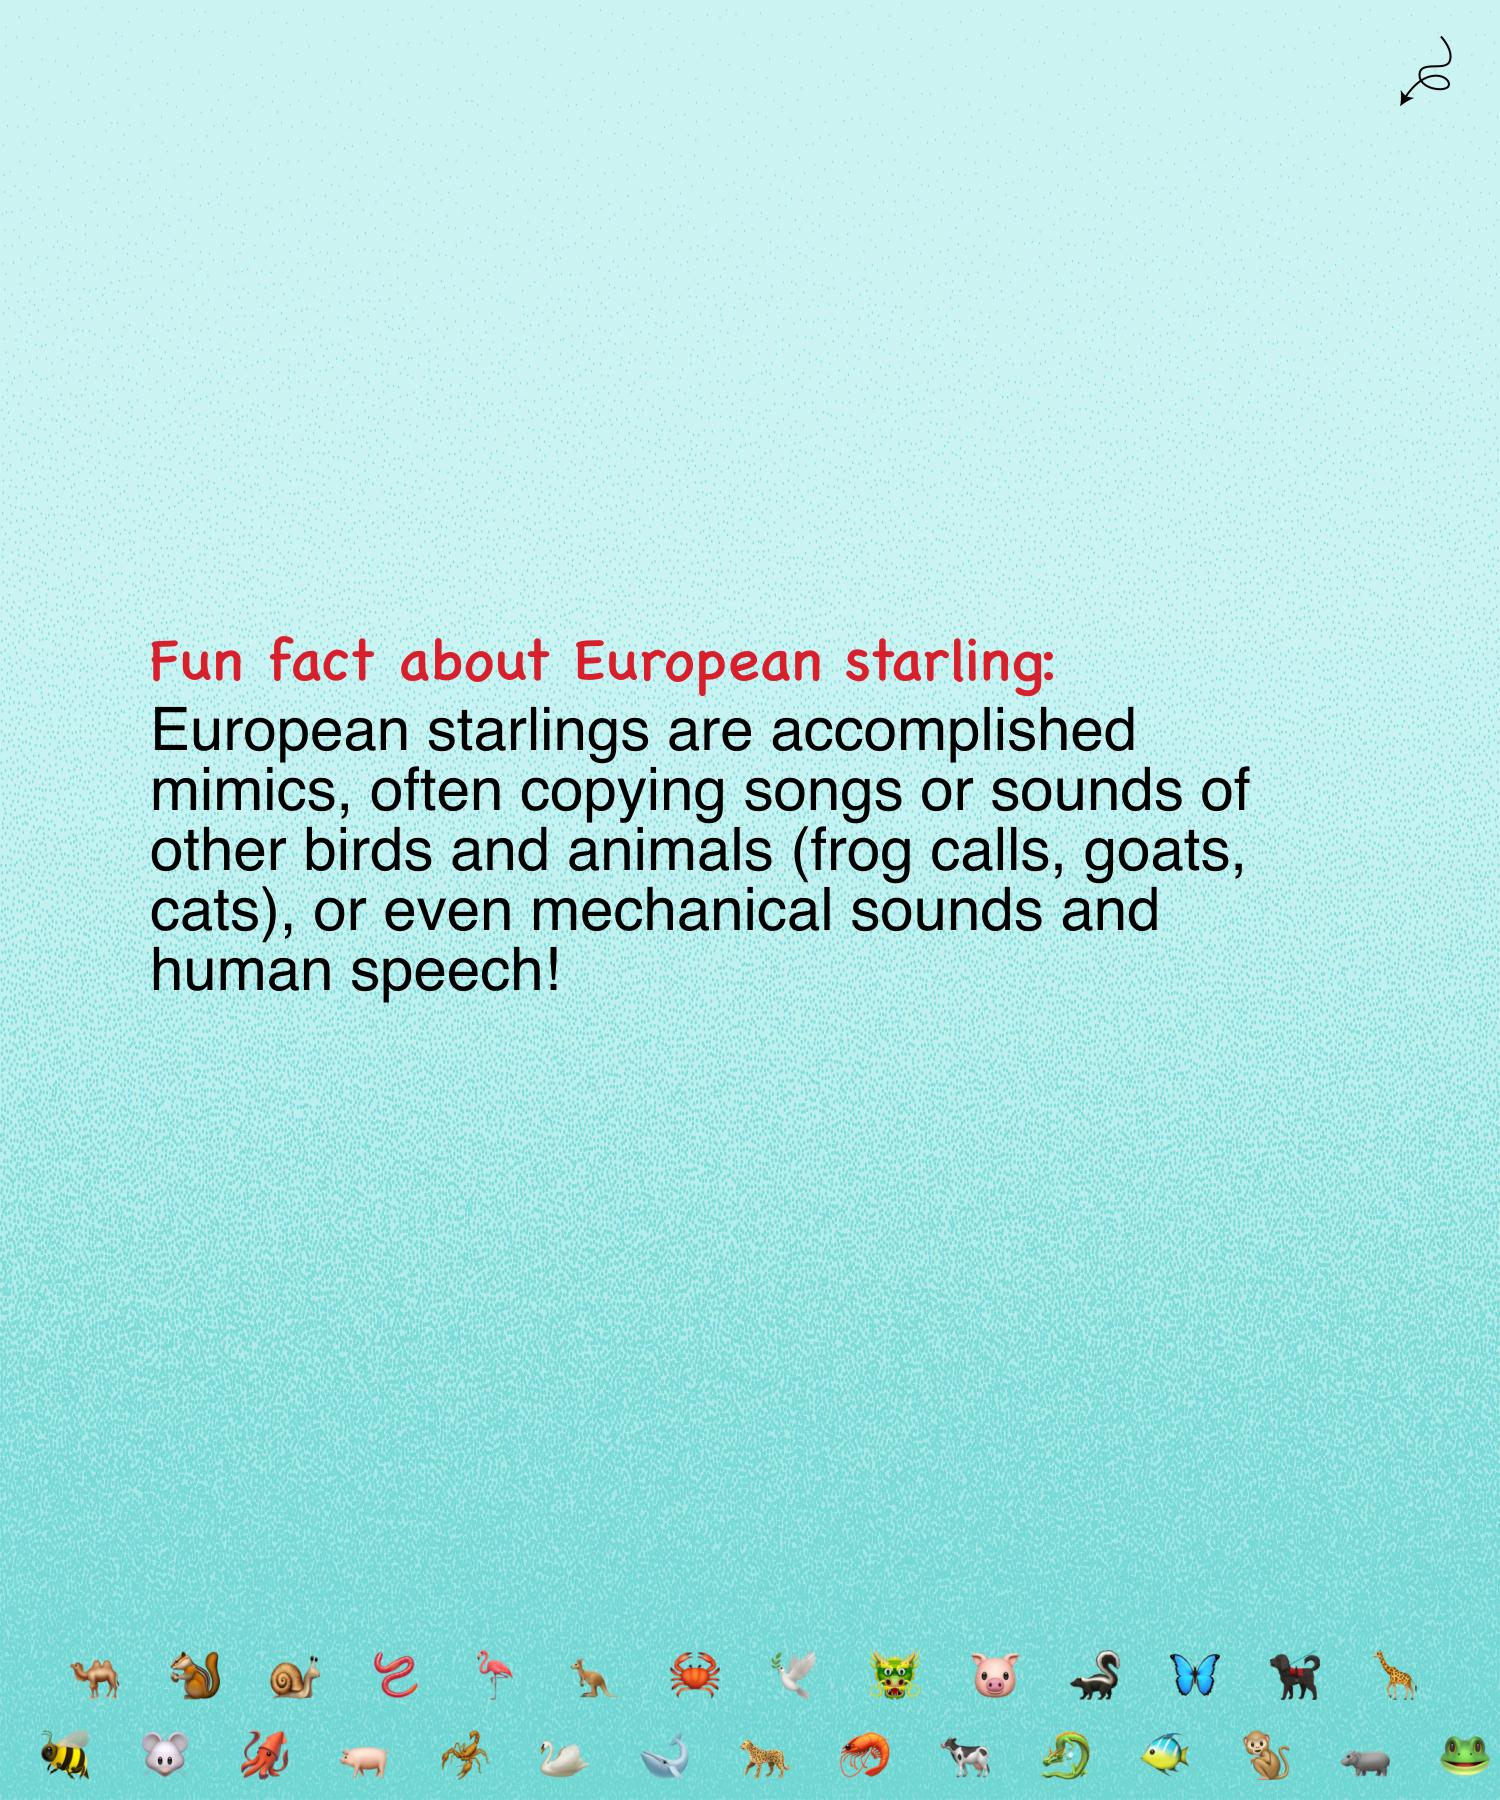 Fun fact about European starling:
European starlings are accomplished
mimics, often copying songs or sounds of
other birds and animals (frog calls, goats,
cats), or even mechanical sounds and
human speech!